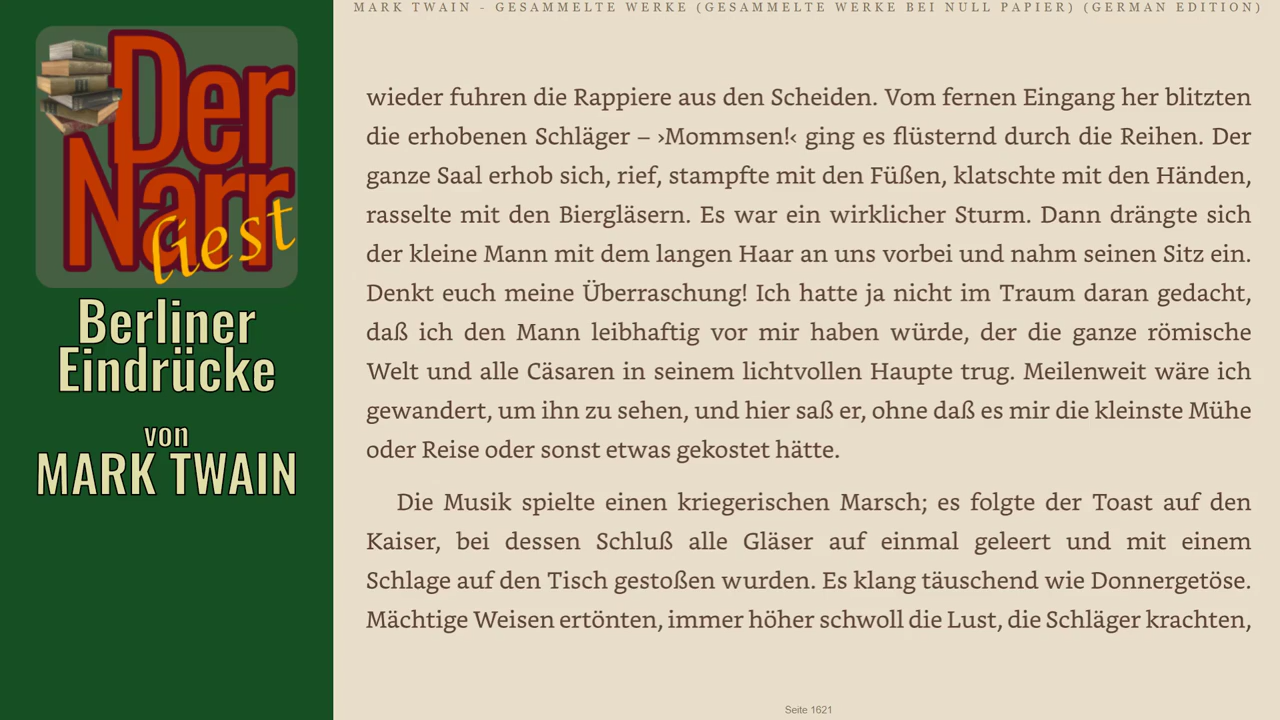 Der
Narr
liest
Berliner
Eindrücke
von
MARK TWAIN
MARK TWAIN - GESAMMELTE WERKE (GESAMMELTE WERKE BEI NULL PAPIER) (GERMAN EDITION)
wieder fuhren die Rappiere aus den Scheiden. Vom fernen Eingang her blitzten
die erhobenen Schläger – ›Mommsen!‹ ging es flüsternd durch die Reihen. Der
ganze Saal erhob sich, rief, stampfte mit den Füßen, klatschte mit den Händen,
rasselte mit den Biergläsern. Es war ein wirklicher Sturm. Dann drängte sich
der kleine Mann mit dem langen Haar an uns vorbei und nahm seinen Sitz ein.
Denkt euch meine Überraschung! Ich hatte ja nicht im Traum daran gedacht,
daß ich den Mann leibhaftig vor mir haben würde, der die ganze römische
Welt und alle Cäsaren in seinem lichtvollen Haupte trug. Meilenweit wäre ich
gewandert, um ihn zu sehen, und hier saß er, ohne daß es mir die kleinste Mühe
oder Reise oder sonst etwas gekostet hätte.
Die Musik spielte einen kriegerischen Marsch; es folgte der Toast auf den
Kaiser, bei dessen Schluß alle Gläser auf einmal geleert und mit einem
Schlage auf den Tisch gestoßen wurden. Es klang täuschend wie Donnergetöse.
Mächtige Weisen ertönten, immer höher schwoll die Lust, die Schläger krachten,
Seite 1621